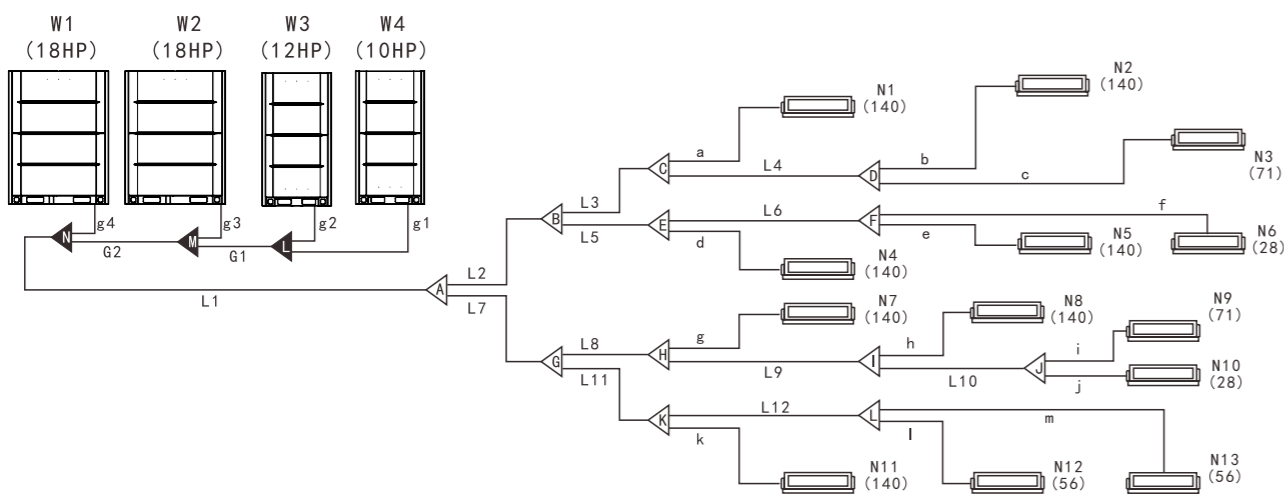 W1
(18HP)
W2
(18HP)
W3
(12HP)
W4
(10HP)
g4
g3
g2
g1
N
M
L
G2
G1
L1
A
L2
L7
B
L3
L5
C
a
L4
D
b
c
N1
(140)
N2
(140)
N3
(71)
E
L6
d
F
f
e
N4
(140)
N5
(140)
N6
(28)
G
L8
L11
H
g
L9
I
h
L10
J
i
j
N7
(140)
N8
(140)
N9
(71)
N10
(28)
K
L12
k
L
m
l
N11
(140)
N12
(56)
N13
(56)